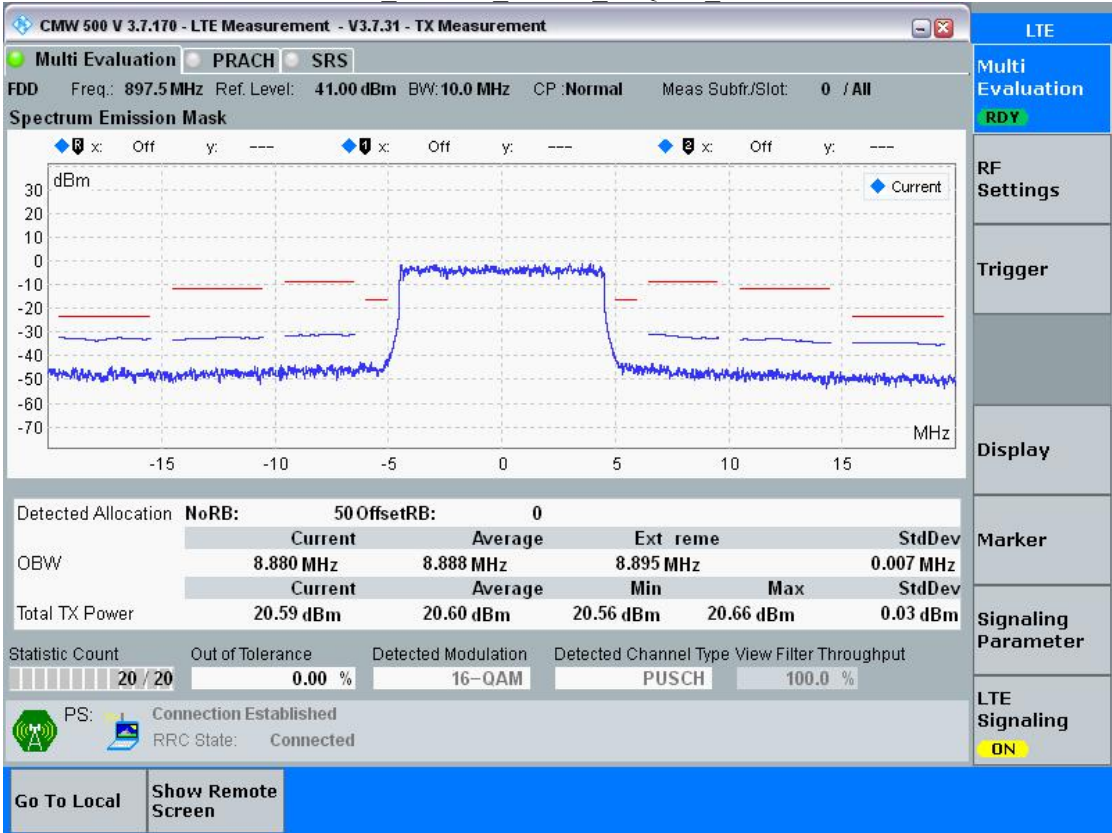 CMW 500 V 3.7.170 - LTE Measurement - V3.7.31 - TX Measurement
LTE
Multi Evaluation PRACH SRS
Multi Evaluation
RDY
FDD Freq.: 897.5 MHz Ref. Level: 41.00 dBm BW: 10.0 MHz CP :Normal Meas Subfr./Slot: 0 / All
Spectrum Emission Mask
R x: Off y: --- 1 x: Off y: --- 2 x: Off y: ---
dBm
Current
30
20
10
0
-10
-20
-30
-40
-50
-60
-70
MHz
-15 -10 -5 0 5 10 15
RF Settings
Trigger
Display
Marker
Signaling Parameter
LTE Signaling
ON
Detected Allocation NoRB: 50 OffsetRB: 0
Current Average Ext reme StdDev
OBW 8.880 MHz 8.888 MHz 8.895 MHz 0.007 MHz
Current Average Min Max StdDev
Total TX Power 20.59 dBm 20.60 dBm 20.56 dBm 20.66 dBm 0.03 dBm
Statistic Count Out of Tolerance Detected Modulation Detected Channel Type View Filter Throughput
20 / 20 0.00 % 16-QAM PUSCH 100.0 %
PS: Connection Established
RRC State: Connected
Go To Local
Show Remote Screen